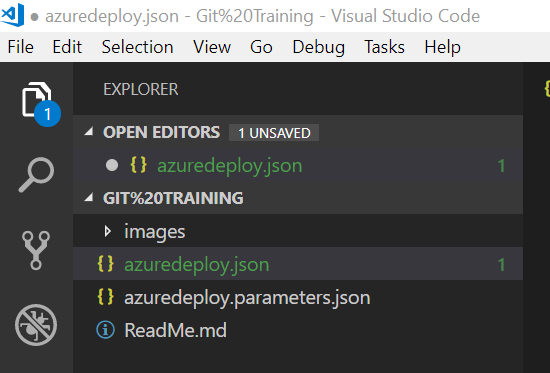 ● azuredeploy.json - Git%20Training - Visual Studio Code
File Edit Selection View Go Debug Tasks Help
EXPLORER
1
OPEN EDITORS 1 UNSAVED
{} azuredeploy.json 1
GIT%20TRAINING
images
{} azuredeploy.json 1
{} azuredeploy.parameters.json
ReadMe.md